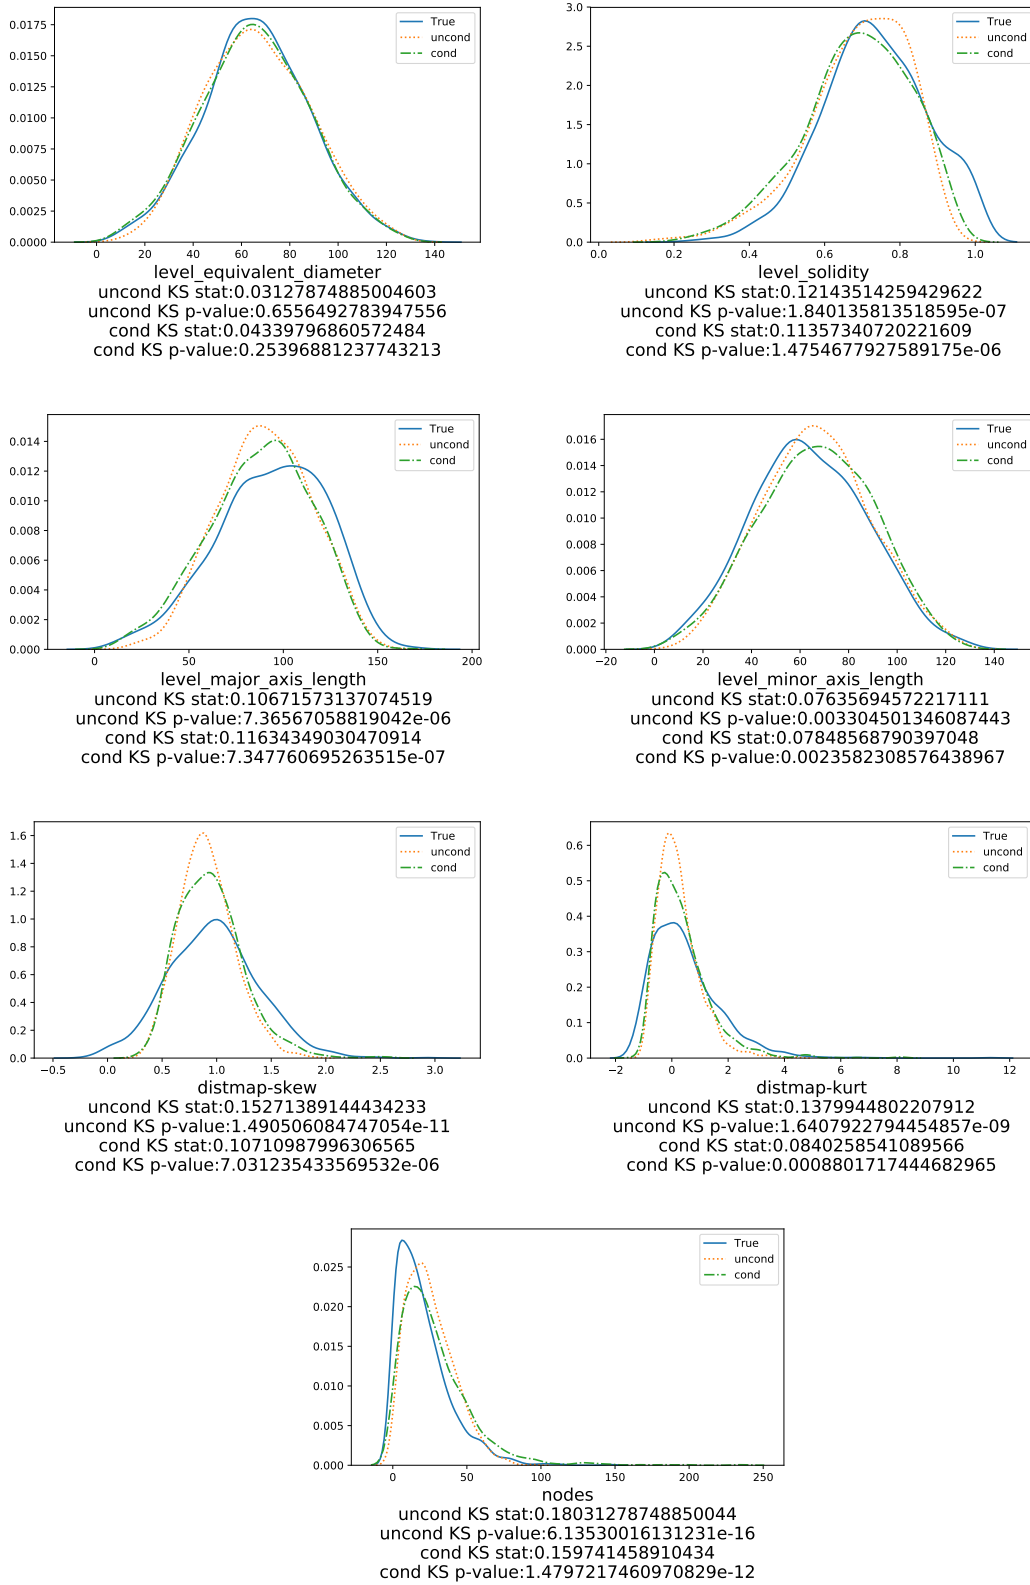 0.0175
0.0150
0.0125
0.0100
0.0075
0.0050
0.0025
0.0000
0 20 40 60 80 100 120 140
True
uncond
cond
level_equivalent_diameter
uncond KS stat:0.03127874885004603
uncond KS p-value:0.6556492783947556
cond KS stat:0.04339796860572484
cond KS p-value:0.25396881237743213
3.0
2.5
2.0
1.5
1.0
0.5
0.0
0.0 0.2 0.4 0.6 0.8 1.0
True
uncond
cond
level_solidity
uncond KS stat:0.12143514259429622
uncond KS p-value:1.840135813518595e-07
cond KS stat:0.11357340720221609
cond KS p-value:1.4754677927589175e-06
0.014
0.012
0.010
0.008
0.006
0.004
0.002
0.000
0 50 100 150 200
True
uncond
cond
level_major_axis_length
uncond KS stat:0.10671573137074519
uncond KS p-value:7.36567058819042e-06
cond KS stat:0.11634349030470914
cond KS p-value:7.347760695263515e-07
0.016
0.014
0.012
0.010
0.008
0.006
0.004
0.002
0.000
−20 0 20 40 60 80 100 120 140
True
uncond
cond
level_minor_axis_length
uncond KS stat:0.07635694572217111
uncond KS p-value:0.003304501346087443
cond KS stat:0.07848568790397048
cond KS p-value:0.0023582308576438967
1.6
1.4
1.2
1.0
0.8
0.6
0.4
0.2
0.0
−0.5 0.0 0.5 1.0 1.5 2.0 2.5 3.0
True
uncond
cond
distmap-skew
uncond KS stat:0.15271389144434233
uncond KS p-value:1.490506084747054e-11
cond KS stat:0.10710987996306565
cond KS p-value:7.031235433569532e-06
0.6
0.5
0.4
0.3
0.2
0.1
0.0
−2 0 2 4 6 8 10 12
True
uncond
cond
distmap-kurt
uncond KS stat:0.1379944802207912
uncond KS p-value:1.6407922794454857e-09
cond KS stat:0.0840258541089566
cond KS p-value:0.0008801717444682965
0.025
0.020
0.015
0.010
0.005
0.000
0 50 100 150 200 250
True
uncond
cond
nodes
uncond KS stat:0.18031278748850044
uncond KS p-value:6.13530016131231e-16
cond KS stat:0.159741458910434
cond KS p-value:1.4797217460970829e-12